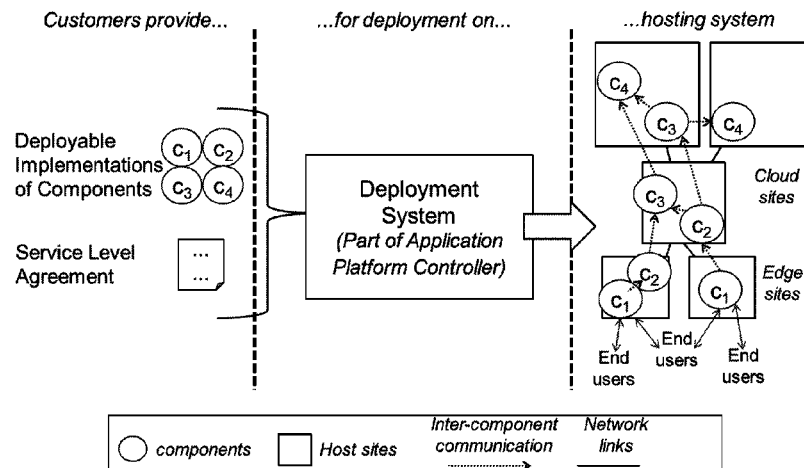 Customers provide...
...for deployment on...
...hosting system
Deployable
Implementations
of Components
C1
C2
C3
C4
Service Level
Agreement
...
...
Deployment
System
(Part of Application
Platform Controller)
C4
C3
C4
Cloud
sites
C3
C2
C2
C1
C1
Edge
sites
End
users
End
users
End
users
components
Host sites
Inter-component
communication
Network
links